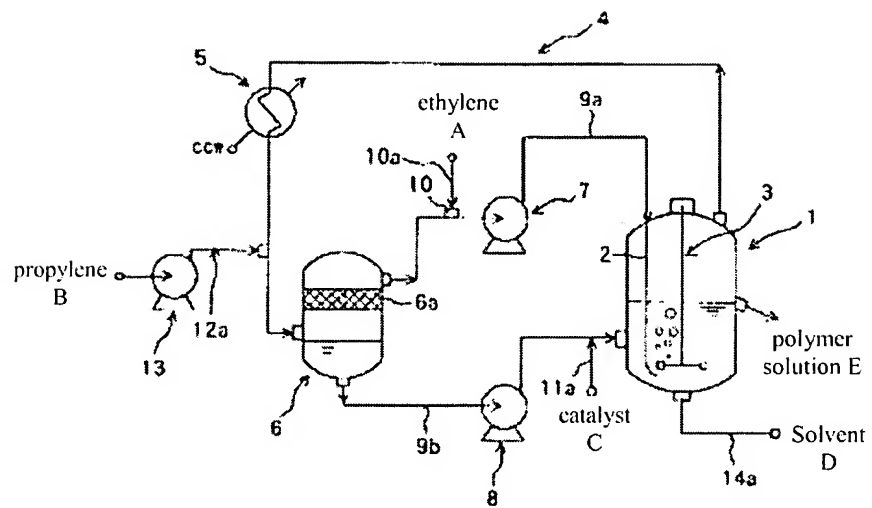 4
5
ethylene
A
9a
10a
10
ccw
7
3
1
2
propylene
B
6a
12a
13
polymer
solution E
11a
6
catalyst
C
9b
Solvent
D
8
14a